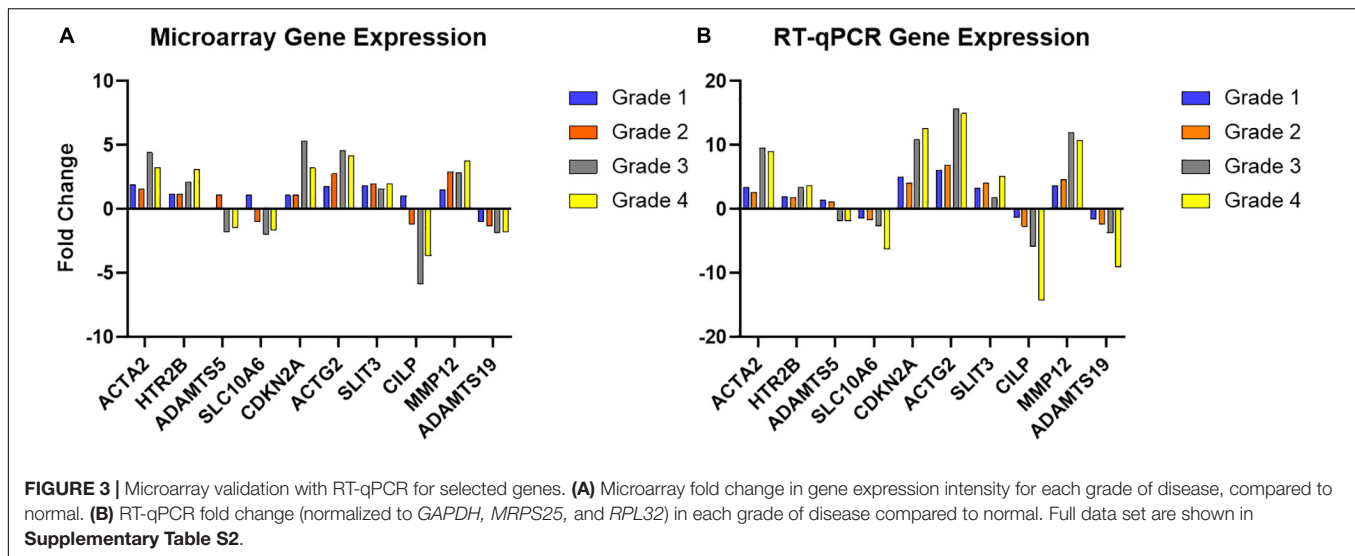 A Microarray Gene Expression
10
5
0
-5
-10
Fold Change
Grade 1
Grade 2
Grade 3
Grade 4
ACTA2
HTR2B
ADAMTS5
SLC10A6
CDKN2A
ACTG2
SLIT3
CILP
MMP12
ADAMTS19
B RT-qPCR Gene Expression
20
10
0
-10
-20
Grade 1
Grade 2
Grade 3
Grade 4
ACTA2
HTR2B
ADAMTS5
SLC10A6
CDKN2A
ACTG2
SLIT3
CILP
MMP12
ADAMTS19
FIGURE 3 | Microarray validation with RT-qPCR for selected genes. (A) Microarray fold change in gene expression intensity for each grade of disease, compared to
normal. (B) RT-qPCR fold change (normalized to GAPDH, MRPS25, and RPL32) in each grade of disease compared to normal. Full data set are shown in
Supplementary Table S2.